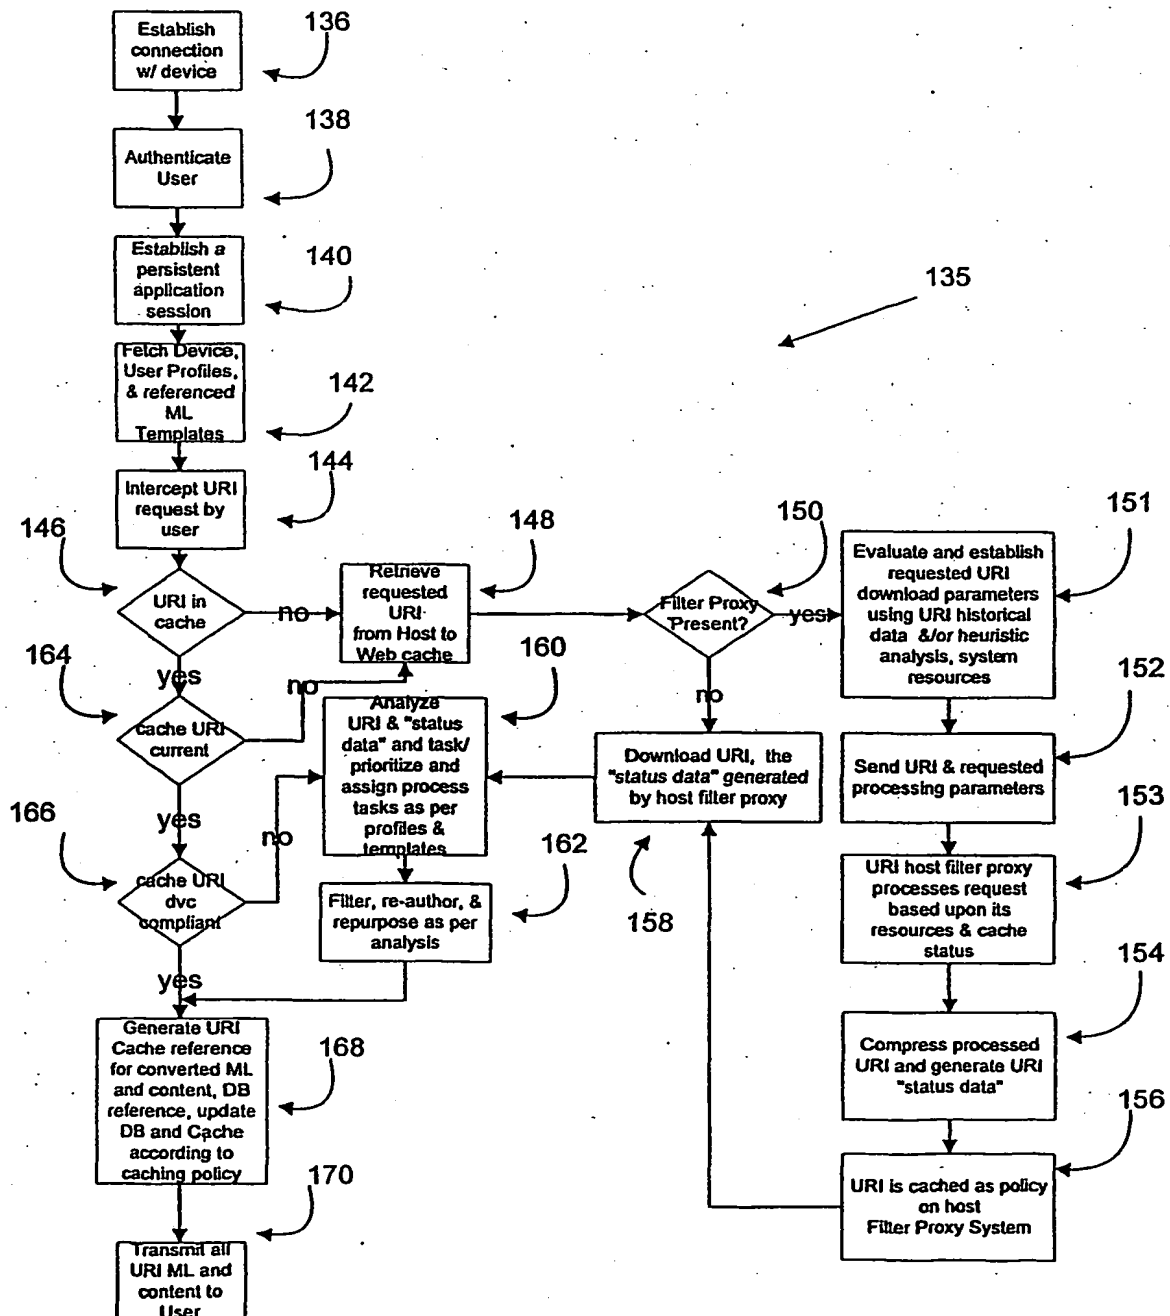 136
Establish
connection
w/ device
138
Authenticate
User
140
Establish a
persistent
application
session
135
142
Fetch Device,
User Profiles,
& referenced
ML
Templates
144
Intercept URI
request by
user
146
URI in
cache
no
yes
148
Retrieve
requested
URI
from Host to
Web cache
150
Filter Proxy
Present?
yes
no
151
Evaluate and establish
requested URI
download parameters
using URI historical
data &/or heuristic
analysis, system
resources
164
cache URI
current
no
yes
160
Analyze
URI & "status
data" and task/
prioritize and
assign process
tasks as per
profiles &
templates
Download URI, the
"status data" generated
by host filter proxy
158
152
Send URI & requested
processing parameters
166
cache URI
dvc
compliant
no
yes
162
Filter, re-author, &
repurpose as per
analysis
153
URI host filter proxy
processes request
based upon its
resources & cache
status
154
Compress processed
URI and generate URI
"status data"
168
Generate URI
Cache reference
for converted ML
and content, DB
reference, update
DB and Cache
according to
caching policy
156
URI is cached as policy
on host
Filter Proxy System
170
Transmit all
URI ML and
content to
User